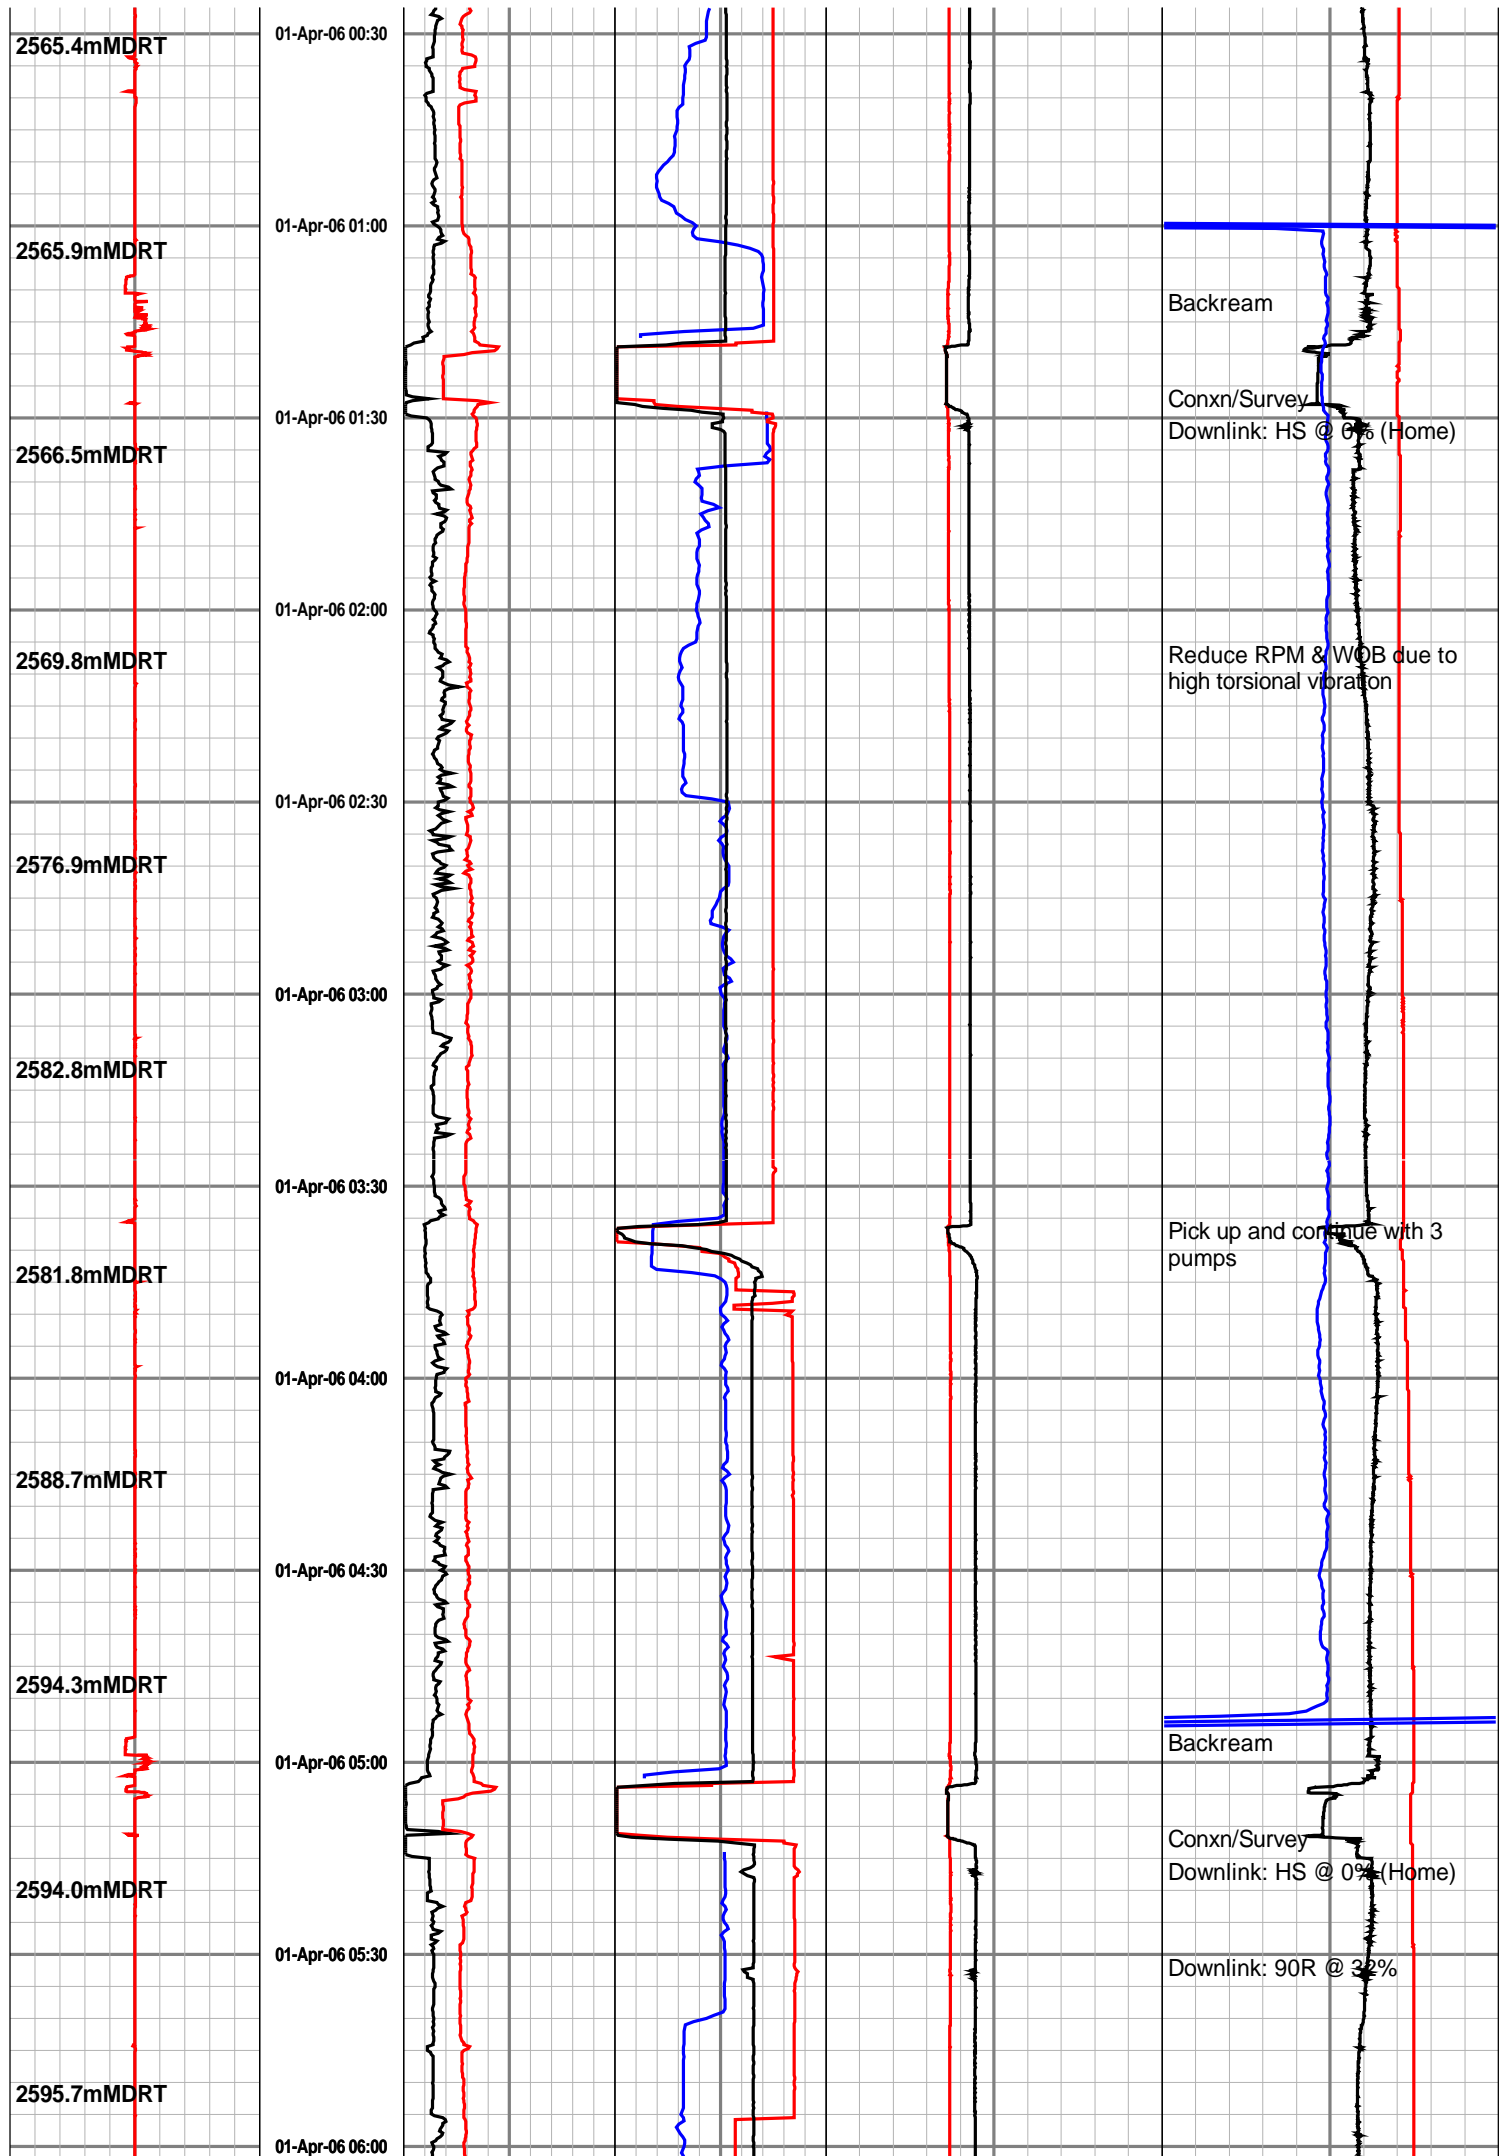 01-Apr-06 00:30
2565.4mMDRT
01-Apr-06 01:00
2565.9mMDRT
Backream
Conxn/Survey
01-Apr-06 01:30
Downlink: HS @ 0% (Home)
2566.5mMDRT
01-Apr-06 02:00
2569.8mMDRT
Reduce RPM & WOB due to
high torsional vibration
01-Apr-06 02:30
2576.9mMDRT
01-Apr-06 03:00
2582.8mMDRT
01-Apr-06 03:30
Pick up and continue with 3
pumps
2581.8mMDRT
01-Apr-06 04:00
2588.7mMDRT
01-Apr-06 04:30
2594.3mMDRT
Backream
01-Apr-06 05:00
Conxn/Survey
Downlink: HS @ 0% (Home)
2594.0mMDRT
01-Apr-06 05:30
Downlink: 90R @ 32%
2595.7mMDRT
01-Apr-06 06:00